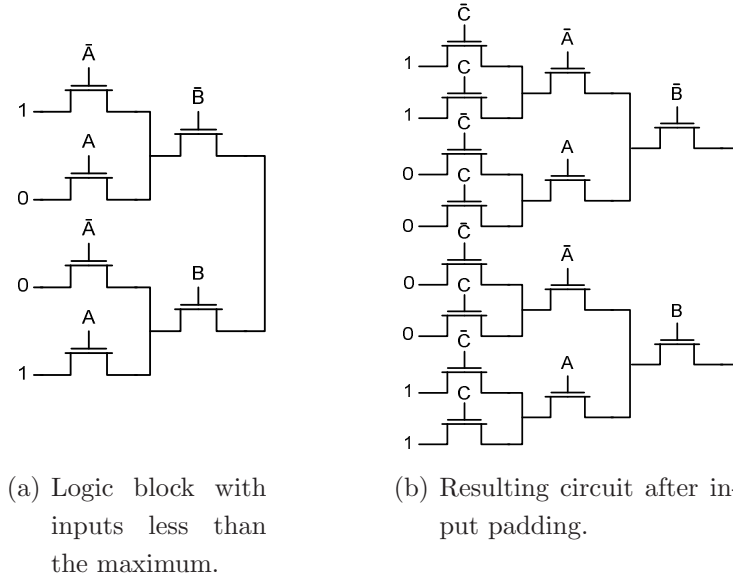 Ā
1
B̄
A
0
Ā
0
B
A
1
(a) Logic block with
inputs less than
the maximum.
C̄
1
C
Ā
1
C̄
B̄
0
C
A
0
C̄
0
C
Ā
0
C̄
B
1
C
A
1
(b) Resulting circuit after in-
put padding.